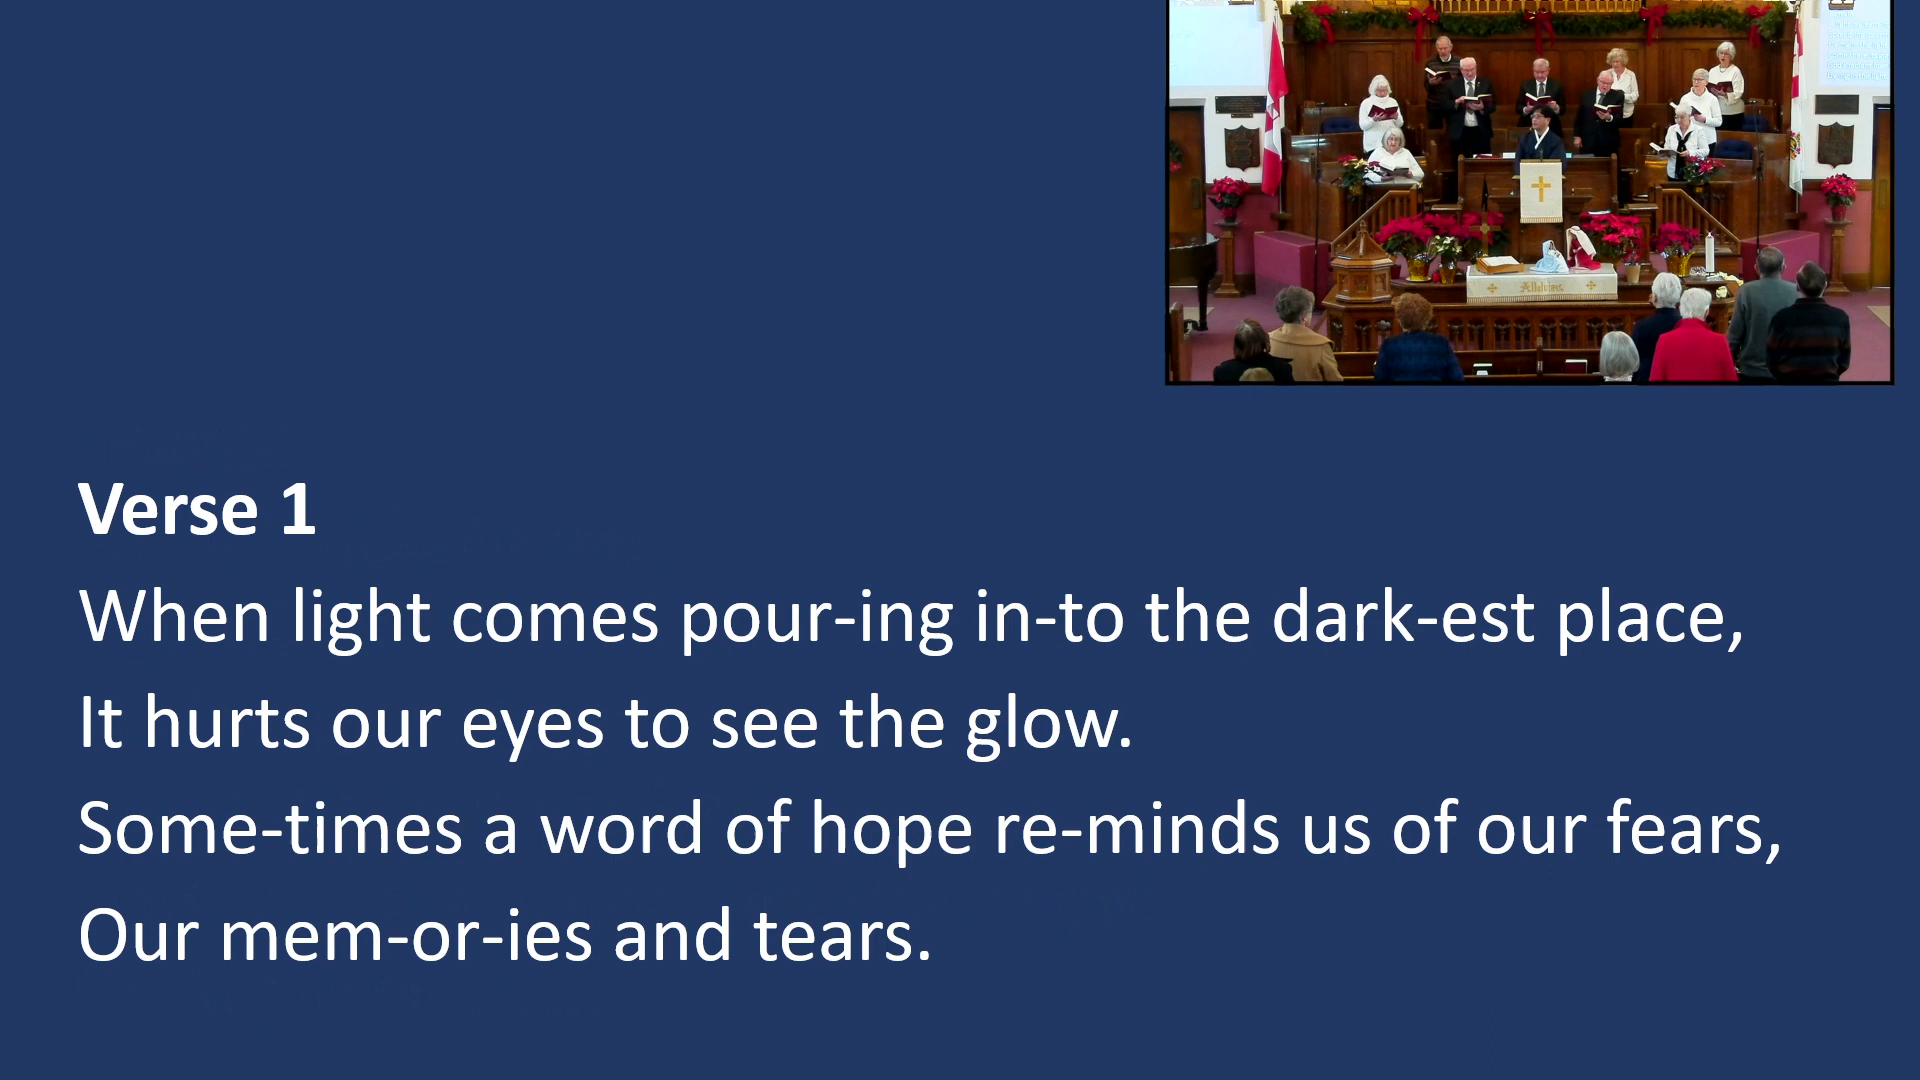 Alleluia
Verse 1
When light comes pour-ing in-to the dark-est place,
It hurts our eyes to see the glow.
Some-times a word of hope re-minds us of our fears,
Our mem-or-ies and tears.